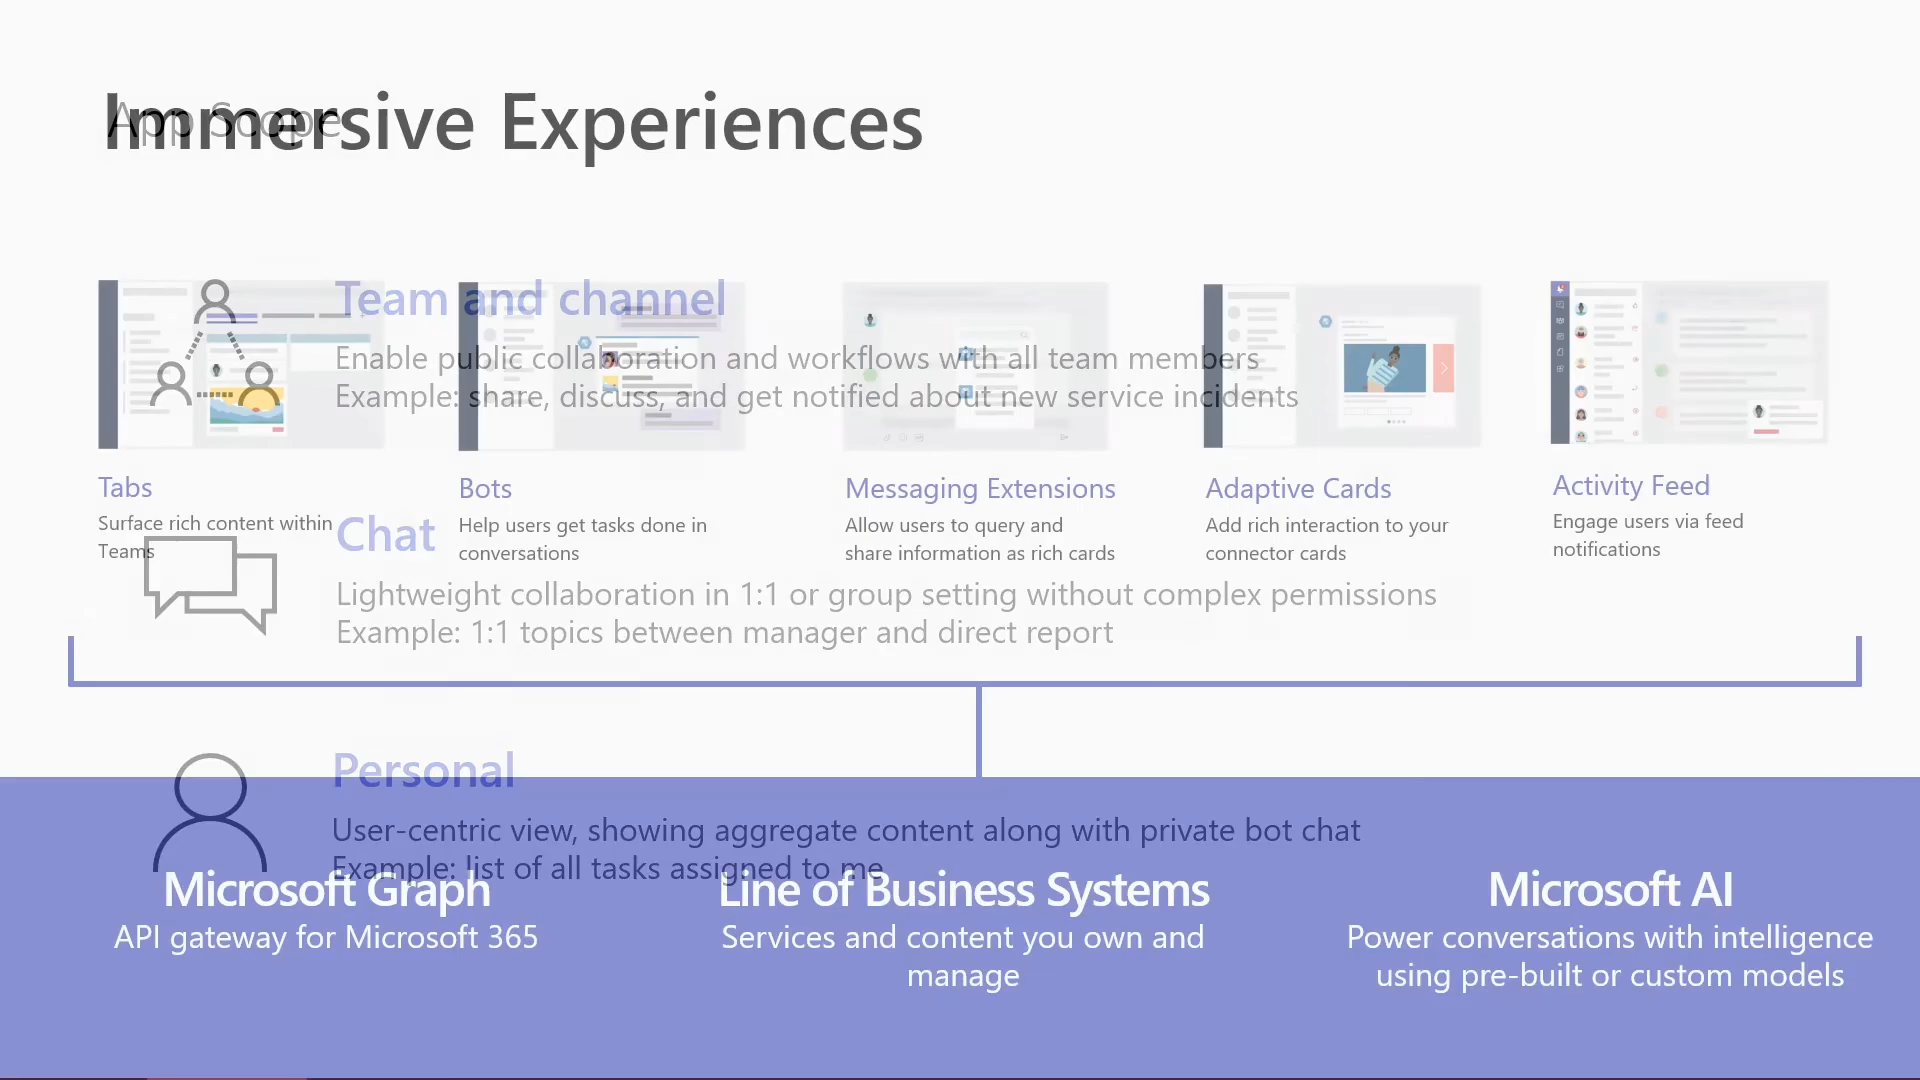 Immersive Experiences
App Scope
Team and channel
Enable public collaboration and workflows with all team members
Example: share, discuss, and get notified about new service incidents
Tabs
Surface rich content within
Teams
Bots
Help users get tasks done in
conversations
Messaging Extensions
Allow users to query and
share information as rich cards
Adaptive Cards
Add rich interaction to your
connector cards
Activity Feed
Engage users via feed
notifications
Chat
Lightweight collaboration in 1:1 or group setting without complex permissions
Example: 1:1 topics between manager and direct report
Personal
User-centric view, showing aggregate content along with private bot chat
Example: list of all tasks assigned to me
Microsoft Graph
API gateway for Microsoft 365
Line of Business Systems
Services and content you own and
manage
Microsoft AI
Power conversations with intelligence
using pre-built or custom models